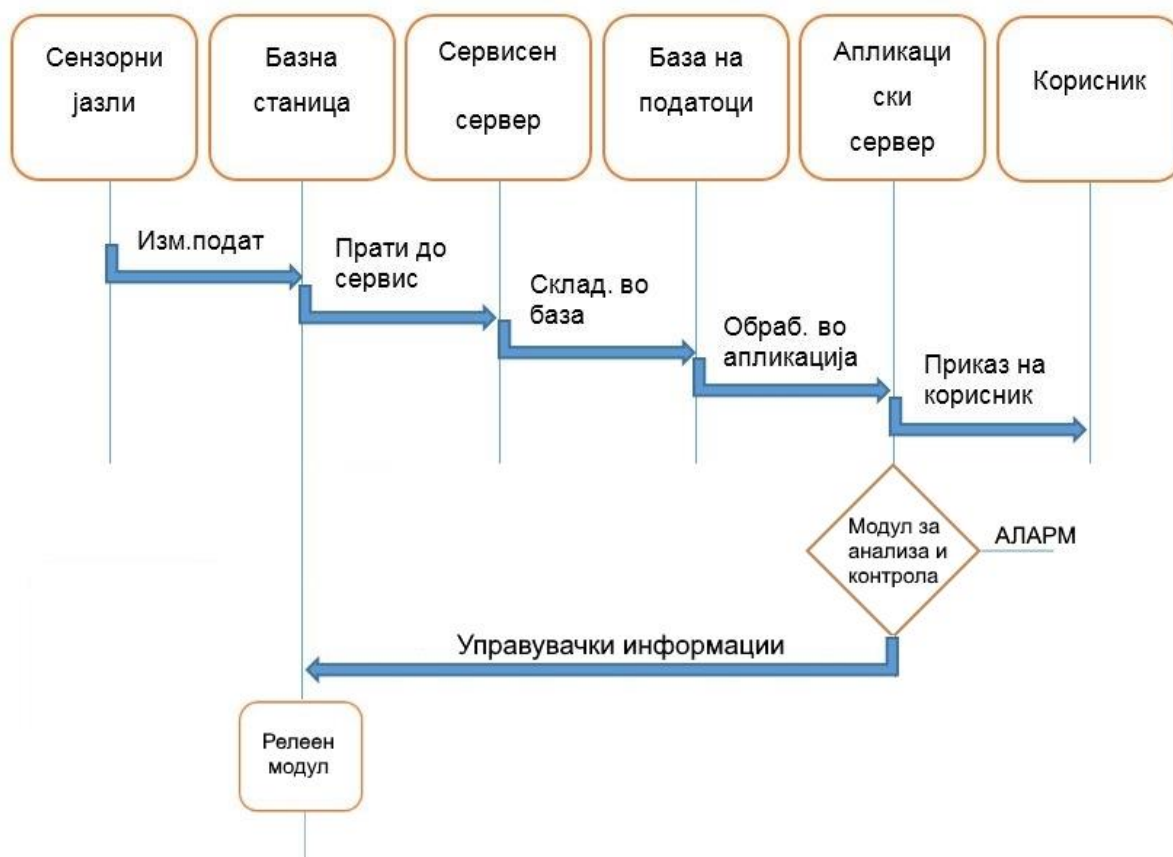 Сензорни
јазли
Базна
станица
Сервисен
сервер
База на
податоци
Апликаци
ски
сервер
Корисник
Изм.подат
Прати до
сервис
Склад. во
база
Обраб. во
апликација
Приказ на
корисник
Модул за
анализа и
контрола
АЛАРМ
Управувачки информации
Релеен
модул